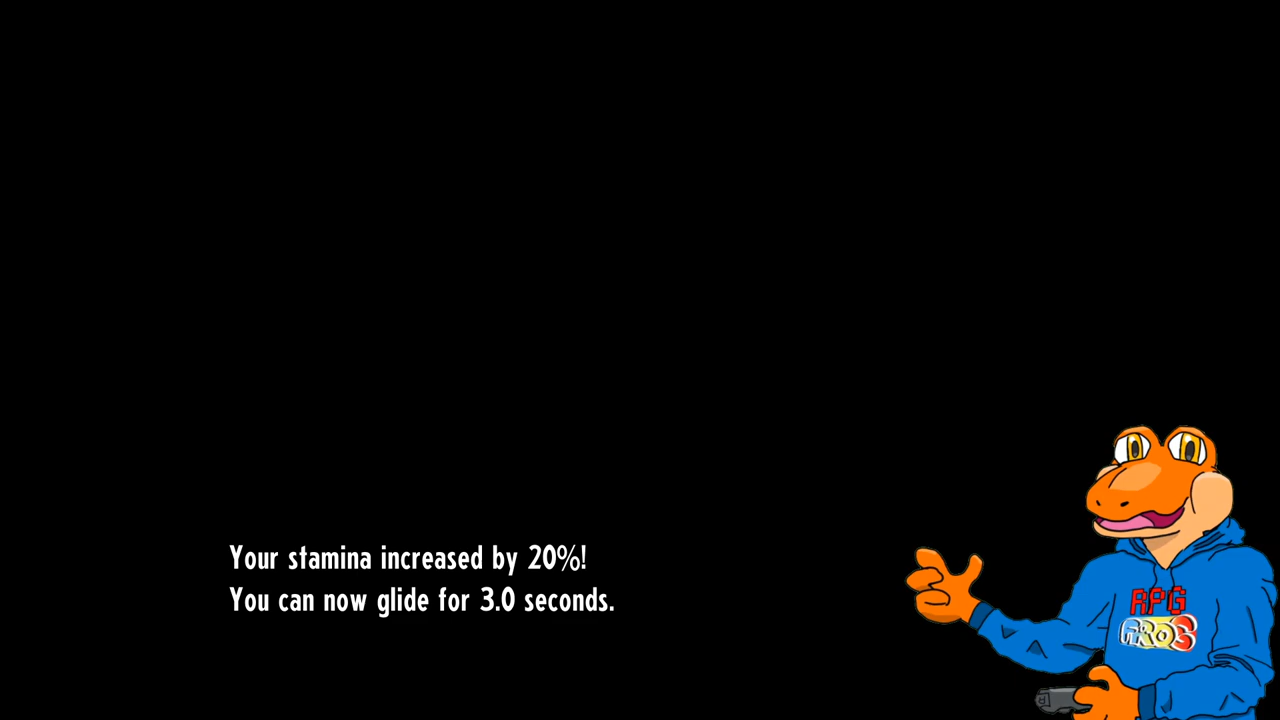 Your stamina increased by 20%!
You can now glide for 3.0 seconds.
RPG
FROG